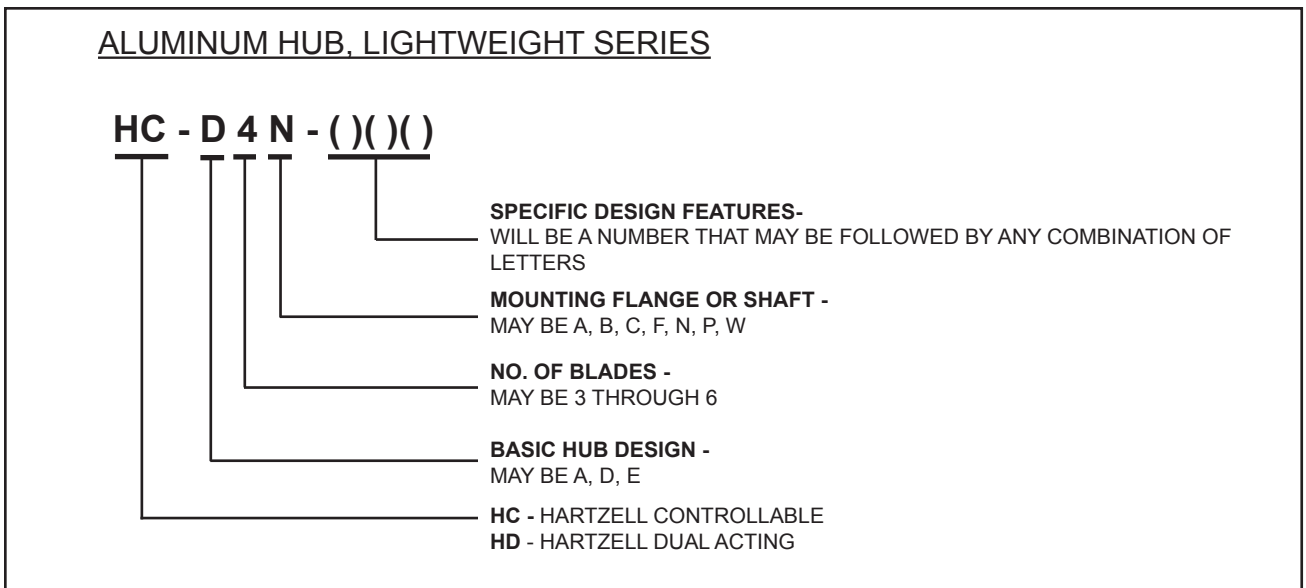 ALUMINUM HUB, LIGHTWEIGHT SERIES
HC - D 4 N - ( )( )( )
SPECIFIC DESIGN FEATURES-
WILL BE A NUMBER THAT MAY BE FOLLOWED BY ANY COMBINATION OF
LETTERS
MOUNTING FLANGE OR SHAFT -
MAY BE A, B, C, F, N, P, W
NO. OF BLADES -
MAY BE 3 THROUGH 6
BASIC HUB DESIGN -
MAY BE A, D, E
HC - HARTZELL CONTROLLABLE
HD - HARTZELL DUAL ACTING